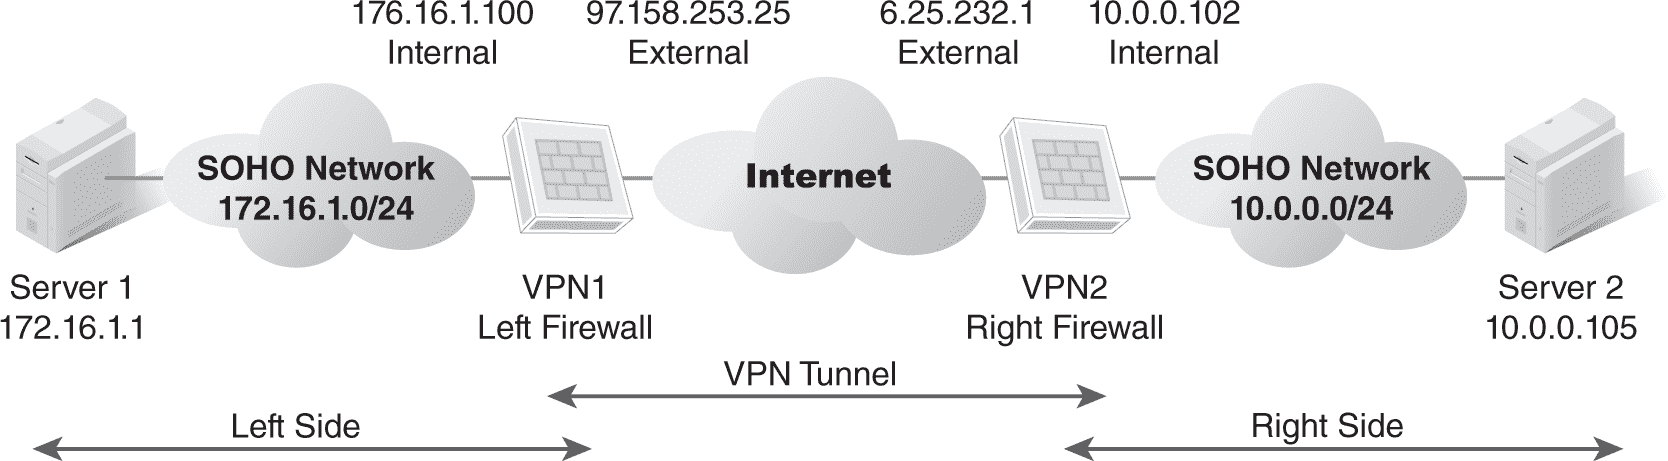 176.16.1.100
Internal
97.158.253.25
External
6.25.232.1
External
10.0.0.102
Internal
SOHO Network
172.16.1.0/24
Internet
SOHO Network
10.0.0.0/24
Server 1
172.16.1.1
VPN1
Left Firewall
VPN2
Right Firewall
Server 2
10.0.0.105
VPN Tunnel
Left Side
Right Side